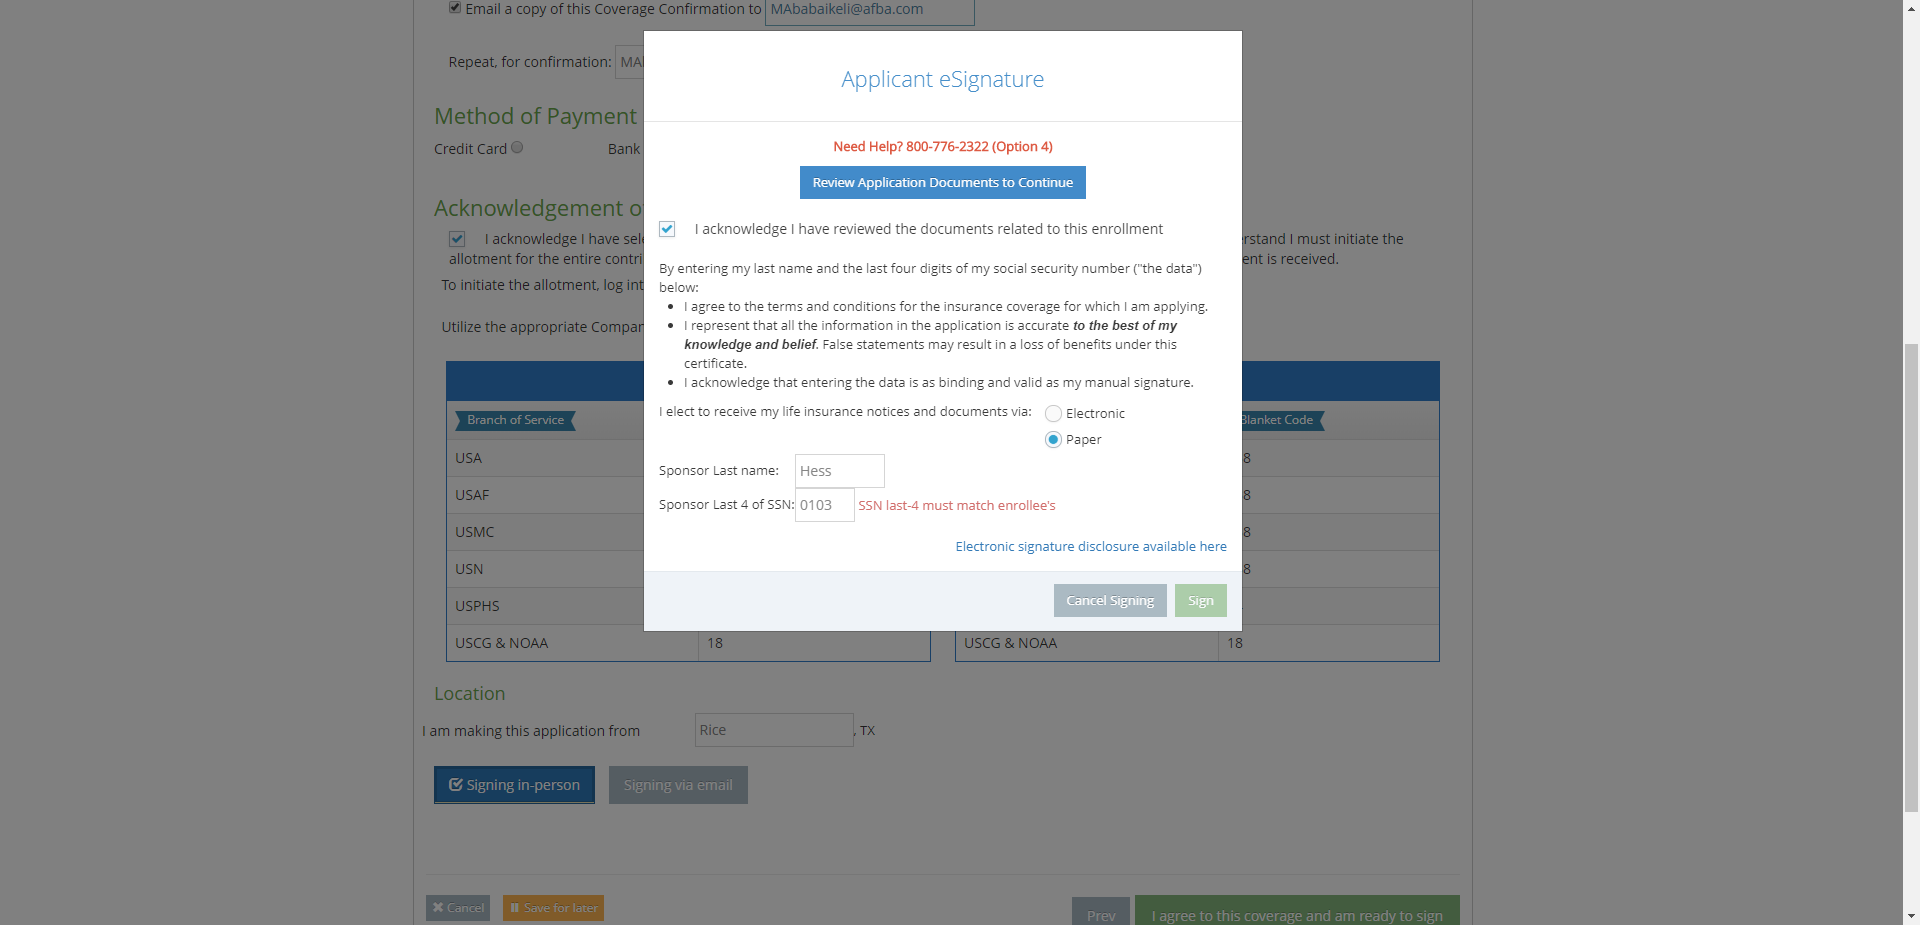 Email a copy of this Coverage Confirmation to MAbabaikeli@afba.com
Repeat, for confirmation: MA
Method of Payment
Credit Card Bank
Acknowledgement o
I acknowledge I have sel
rstand I must initiate the
allotment for the entire contri
ent is received.
To initiate the allotment, log int
Utilize the appropriate Compan
Branch of Service
Blanket Code
USA
8
USAF
8
USMC
8
USN
8
USPHS
USCG & NOAA 18
USCG & NOAA 18
Applicant eSignature
Need Help? 800-776-2322 (Option 4)
Review Application Documents to Continue
I acknowledge I have reviewed the documents related to this enrollment
By entering my last name and the last four digits of my social security number ("the data")
below:
• I agree to the terms and conditions for the insurance coverage for which I am applying.
• I represent that all the information in the application is accurate to the best of my
knowledge and belief. False statements may result in a loss of benefits under this
certificate.
• I acknowledge that entering the data is as binding and valid as my manual signature.
I elect to receive my life insurance notices and documents via: Electronic
Paper
Sponsor Last name: Hess
Sponsor Last 4 of SSN: 0103 SSN last-4 must match enrollee's
Electronic signature disclosure available here
Cancel Signing Sign
Location
I am making this application from Rice , TX
Signing in-person Signing via email
Cancel Save for later
Prev I agree to this coverage and am ready to sign